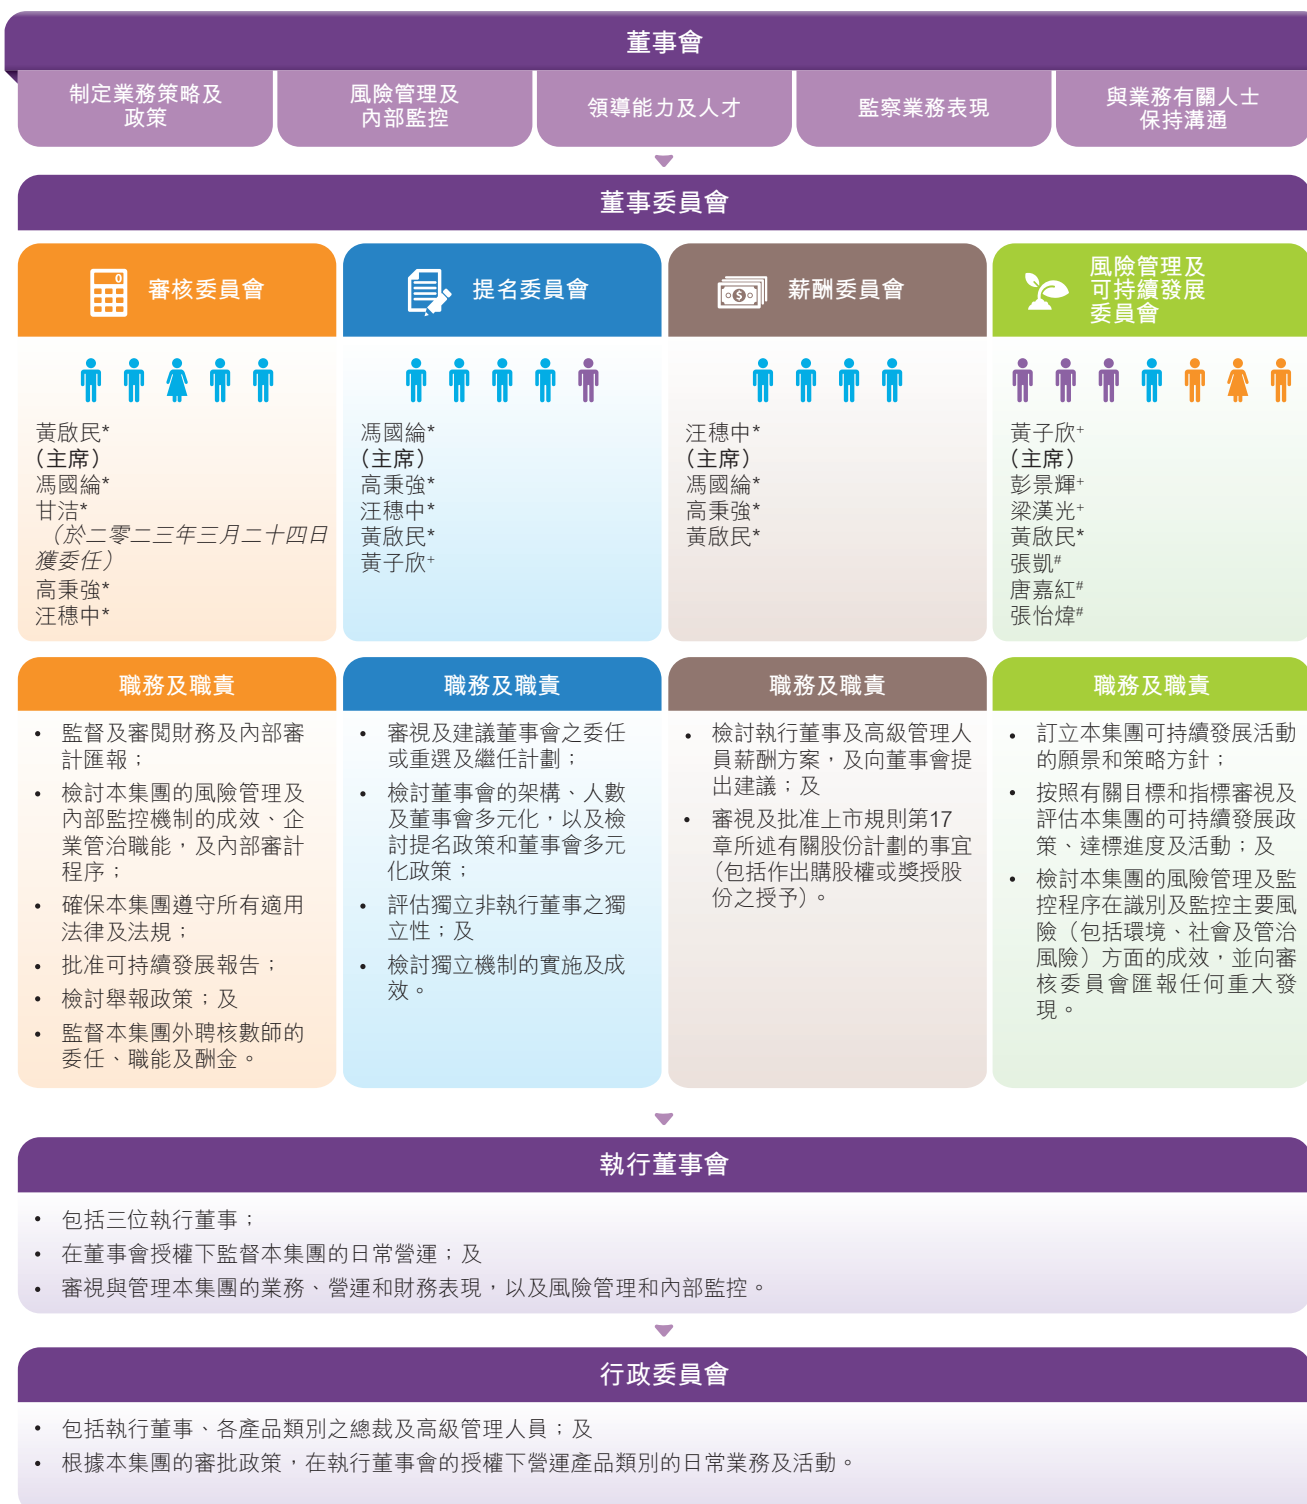 董事會
制定業務策略及
政策
風險管理及
內部監控
領導能力及人才
監察業務表現
與業務有關人士
保持溝通
董事委員會
審核委員會
黃啟民*
（主席）
馮國綸*
甘洁*
（於二零二三年三月二十四日
獲委任）
高秉強*
汪穗中*
職務及職責
• 監督及審閱財務及內部審
計匯報；
• 檢討本集團的風險管理及
內部監控機制的成效、企
業管治職能，及內部審計
程序；
• 確保本集團遵守所有適用
法律及法規；
• 批准可持續發展報告；
• 檢討舉報政策；及
• 監督本集團外聘核數師的
委任、職能及酬金。
提名委員會
馮國綸*
（主席）
高秉強*
汪穗中*
黃啟民*
黃子欣+
職務及職責
• 審視及建議董事會之委任
或重選及繼任計劃；
• 檢討董事會的架構、人數
及董事會多元化，以及檢
討提名政策和董事會多元
化政策；
• 評估獨立非執行董事之獨
立性；及
• 檢討獨立機制的實施及成
效。
薪酬委員會
汪穗中*
（主席）
馮國綸*
高秉強*
黃啟民*
職務及職責
• 檢討執行董事及高級管理人
員薪酬方案，及向董事會提
出建議；及
• 審視及批准上市規則第17
章所述有關股份計劃的事宜
（包括作出購股權或獎授股
份之授予）。
風險管理及
可持續發展
委員會
黃子欣+
（主席）
彭景輝+
梁漢光+
黃啟民*
張凱#
唐嘉紅#
張怡煒#
職務及職責
• 訂立本集團可持續發展活動
的願景和策略方針；
• 按照有關目標和指標審視及
評估本集團的可持續發展政
策、達標進度及活動；及
• 檢討本集團的風險管理及監
控程序在識別及監控主要風
險（包括環境、社會及管治
風險）方面的成效，並向審
核委員會匯報任何重大發
現。
執行董事會
• 包括三位執行董事；
• 在董事會授權下監督本集團的日常營運；及
• 審視與管理本集團的業務、營運和財務表現，以及風險管理和內部監控。
行政委員會
• 包括執行董事、各產品類別之總裁及高級管理人員；及
• 根據本集團的審批政策，在執行董事會的授權下營運產品類別的日常業務及活動。